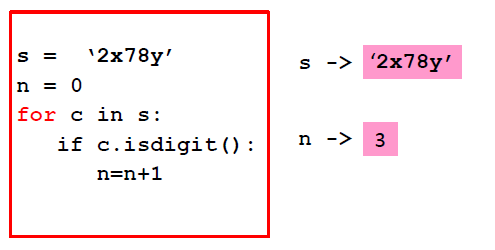 s =  ‘2x78y’
n = 0
for c in s:
   if c.isdigit():
      n=n+1
s -> ‘2x78y’
n -> 3